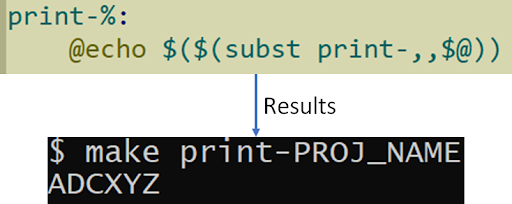 print-%:
@echo $($(subst print-,,$@))
Results
$ make print-PROJ_NAME
ADCXYZ